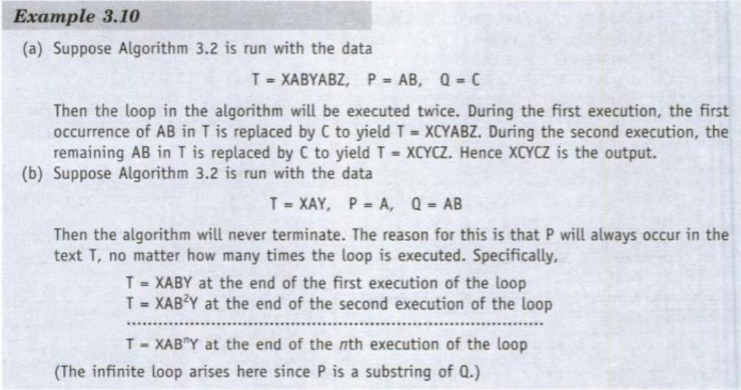 Example 3.10
(a) Suppose Algorithm 3.2 is run with the data
T = XABYABZ, P = AB, Q = C
Then the loop in the algorithm will be executed twice. During the first execution, the first
occurrence of AB in T is replaced by C to yield T = XCYABZ. During the second execution, the
remaining AB in T is replaced by C to yield T = XCYCZ. Hence XCYCZ is the output.
(b) Suppose Algorithm 3.2 is run with the data
T = XAY, P = A, Q = AB
Then the algorithm will never terminate. The reason for this is that P will always occur in the
text T, no matter how many times the loop is executed. Specifically,
T = XABY at the end of the first execution of the loop
T = XAB²Y at the end of the second execution of the loop
........................................................................
T = XABⁿY at the end of the nth execution of the loop
(The infinite loop arises here since P is a substring of Q.)